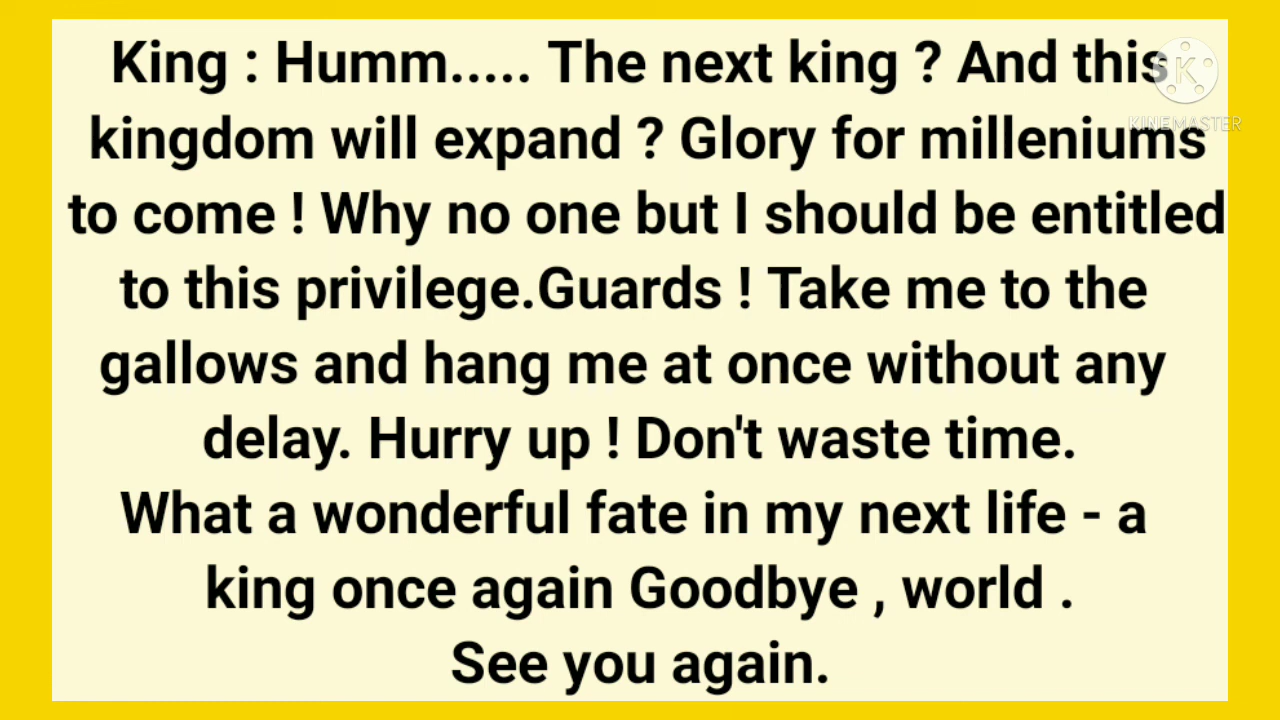 King : Humm..... The next king ? And this
kingdom will expand ? Glory for milleniums
to come ! Why no one but I should be entitled
to this privilege.Guards ! Take me to the
gallows and hang me at once without any
delay. Hurry up ! Don't waste time.
What a wonderful fate in my next life - a
king once again Goodbye , world .
See you again.
K
KINEMASTER